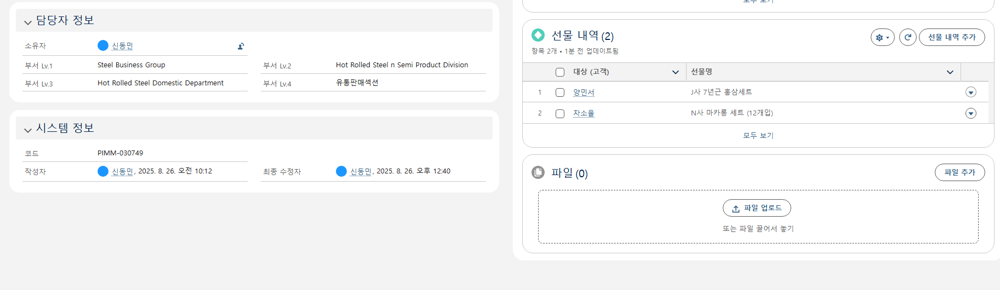 담당자 정보
소유자 신동민
부서 Lv.1 Steel Business Group 부서 Lv.2 Hot Rolled Steel n Semi Product Division
부서 Lv.3 Hot Rolled Steel Domestic Department 부서 Lv.4 유통판매섹션
시스템 정보
코드 PIMM-030749
작성자 신동민, 2025. 8. 26. 오전 10:12 최종 수정자 신동민, 2025. 8. 26. 오후 12:40
모두 보기
선물 내역 (2)
선물 내역 추가
항목 2개 • 1분 전 업데이트됨
대상 (고객) 선물명
1 양민서 J사 7년근 홍삼세트
2 차소율 N사 마카롱 세트 (12개입)
모두 보기
파일 (0)
파일 추가
파일 업로드
또는 파일 끌어서 놓기